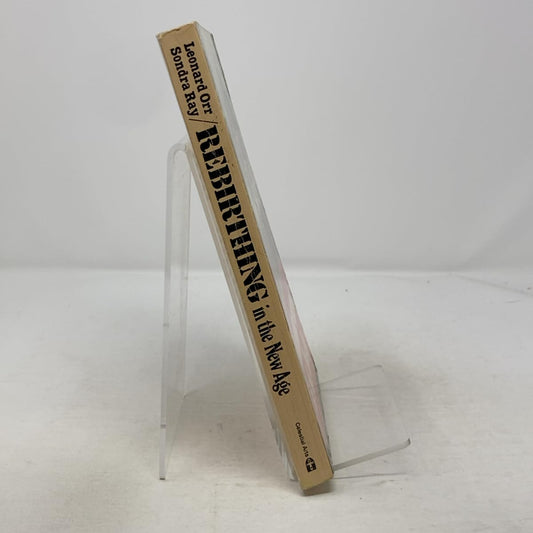 Leonard Orr
Sondra Ray/
REBIRTHING in the New Age
Celestial Arts